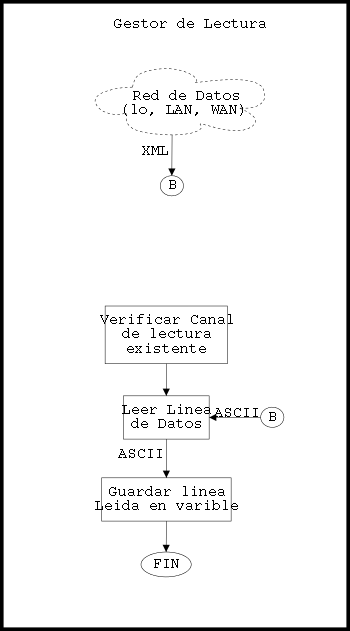 Gestor de Lectura
Red de Datos
(lo, LAN, WAN)
XML
B
Verificar Canal
de lectura
existente
Leer Linea
de Datos
ASCII
B
ASCII
Guardar linea
Leida en varible
FIN